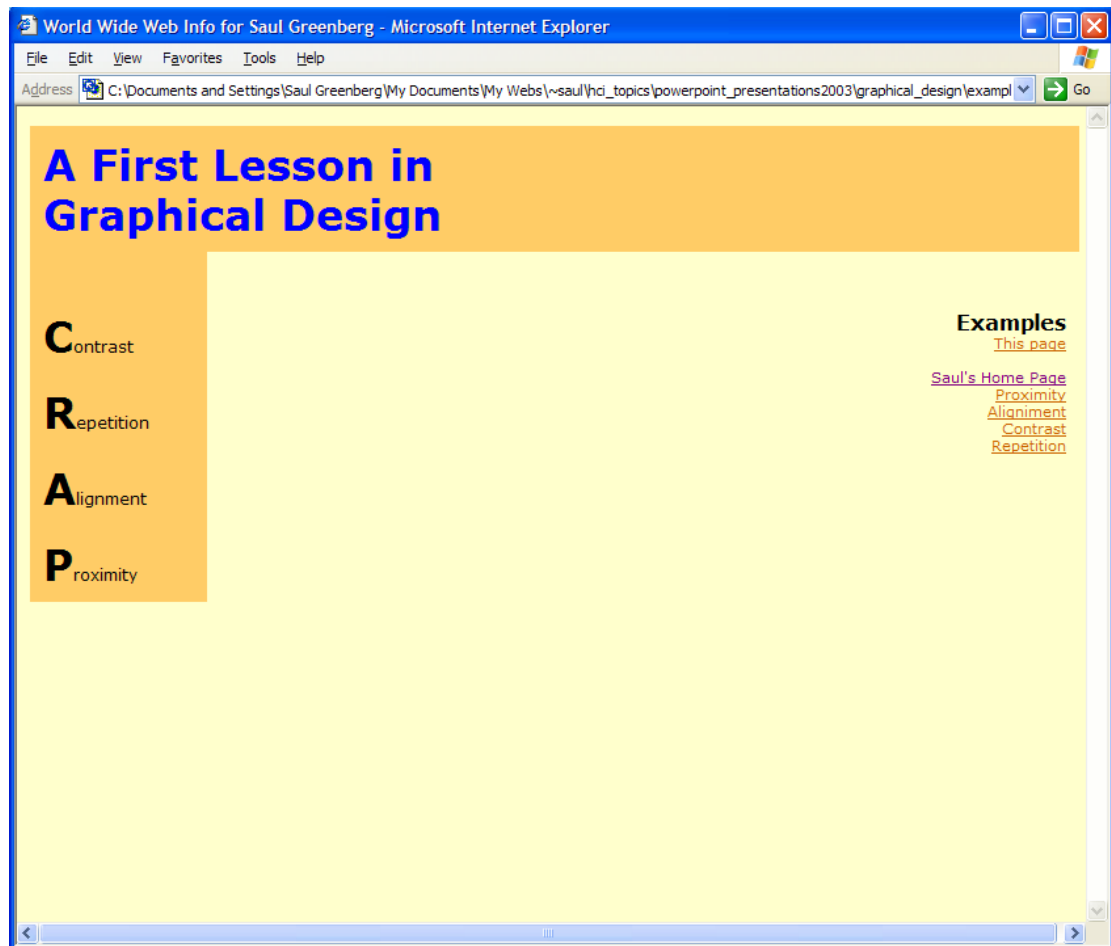 World Wide Web Info for Saul Greenberg - Microsoft Internet Explorer
File Edit View Favorites Tools Help
Address C:\Documents and Settings\Saul Greenberg\My Documents\My Webs\~saul\hci_topics\powerpoint_presentations2003\graphical_design\exampl Go
A First Lesson in
Graphical Design
Contrast
Repetition
Alignment
Proximity
Examples
This page
Saul's Home Page
Proximity
Aligniment
Contrast
Repetition